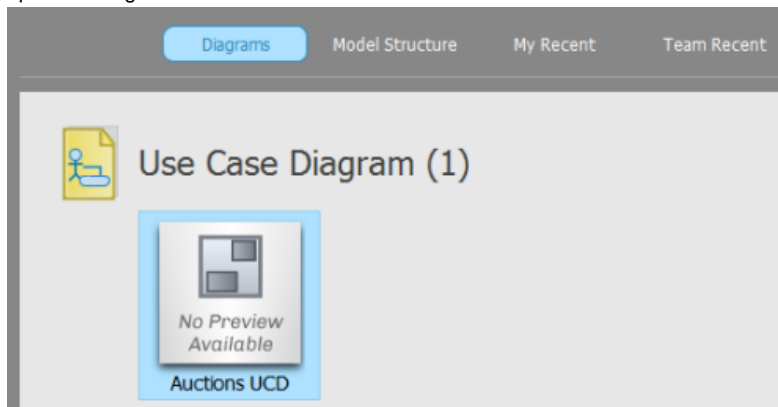 Diagrams Model Structure My Recent Team Recent
Use Case Diagram (1)
No Preview
Available
Auctions UCD